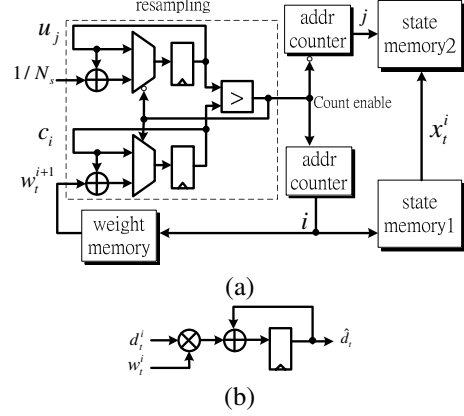 resampling
u_j
1/N_s
c_i
w_t^{i+1}
>
addr
counter
j
state
memory2
Count enable
x_t^i
addr
counter
weight
memory
i
state
memory1
(a)
d_t^i
w_t^i
\hat{d}_t
(b)